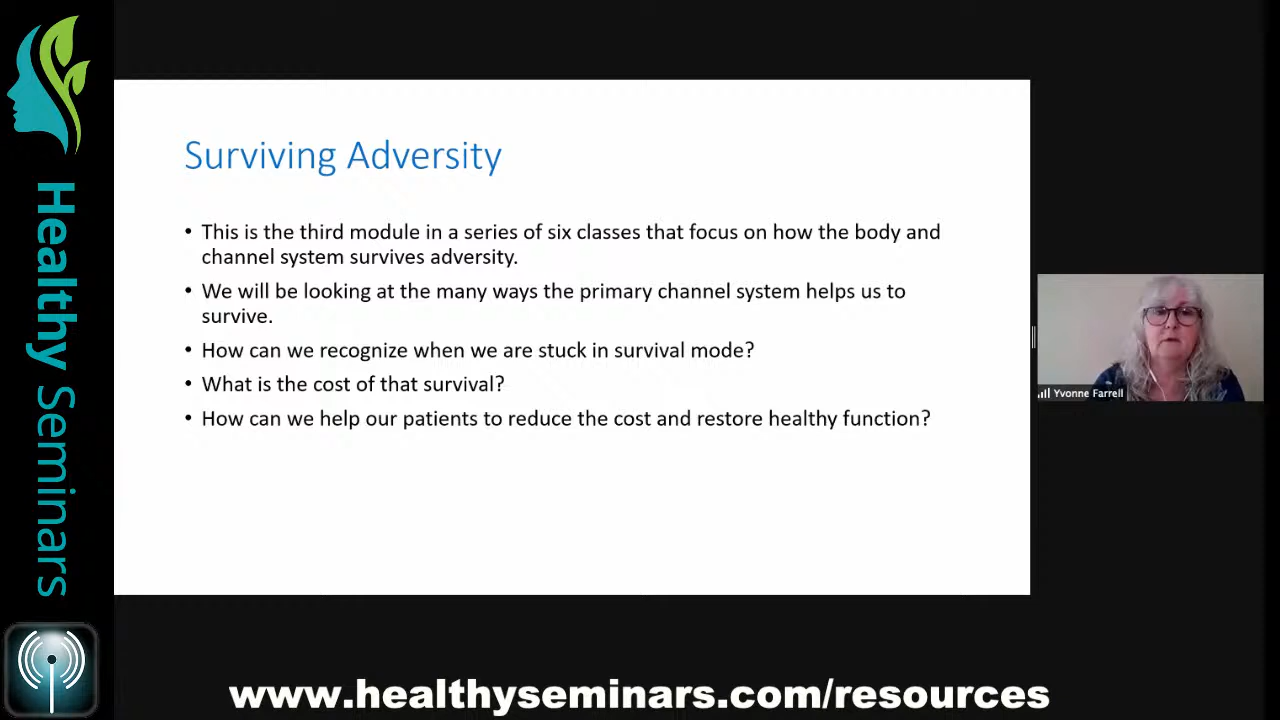 Healthy Seminars
Surviving Adversity
• This is the third module in a series of six classes that focus on how the body and
channel system survives adversity.
• We will be looking at the many ways the primary channel system helps us to
survive.
• How can we recognize when we are stuck in survival mode?
• What is the cost of that survival?
• How can we help our patients to reduce the cost and restore healthy function?
Yvonne Farrell
www.healthyseminars.com/resources